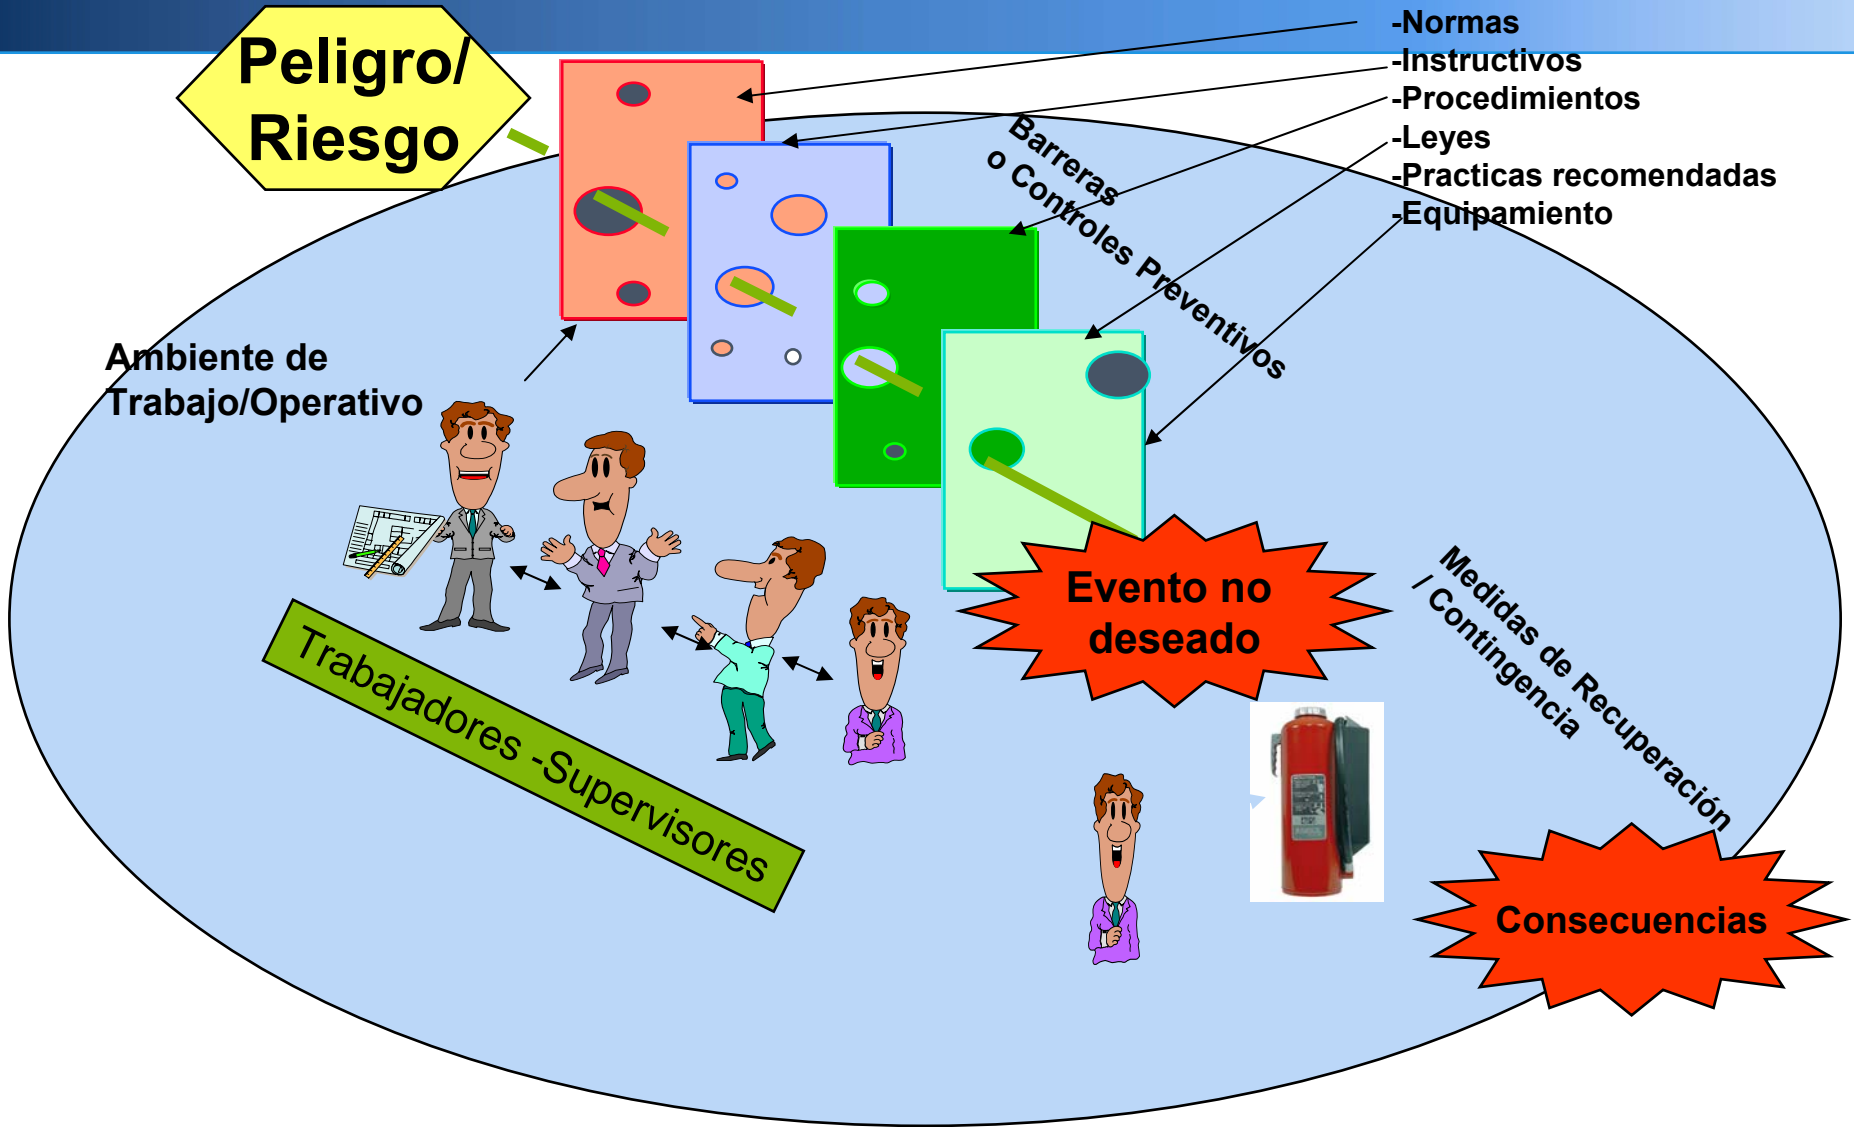 Peligro/
Riesgo
-Normas
-Instructivos
-Procedimientos
-Leyes
-Practicas recomendadas
-Equipamiento
Barreras
o Controles Preventivos
Ambiente de
Trabajo/Operativo
Trabajadores -Supervisores
Evento no
deseado
Medidas de Recuperación
/ Contingencia
Consecuencias